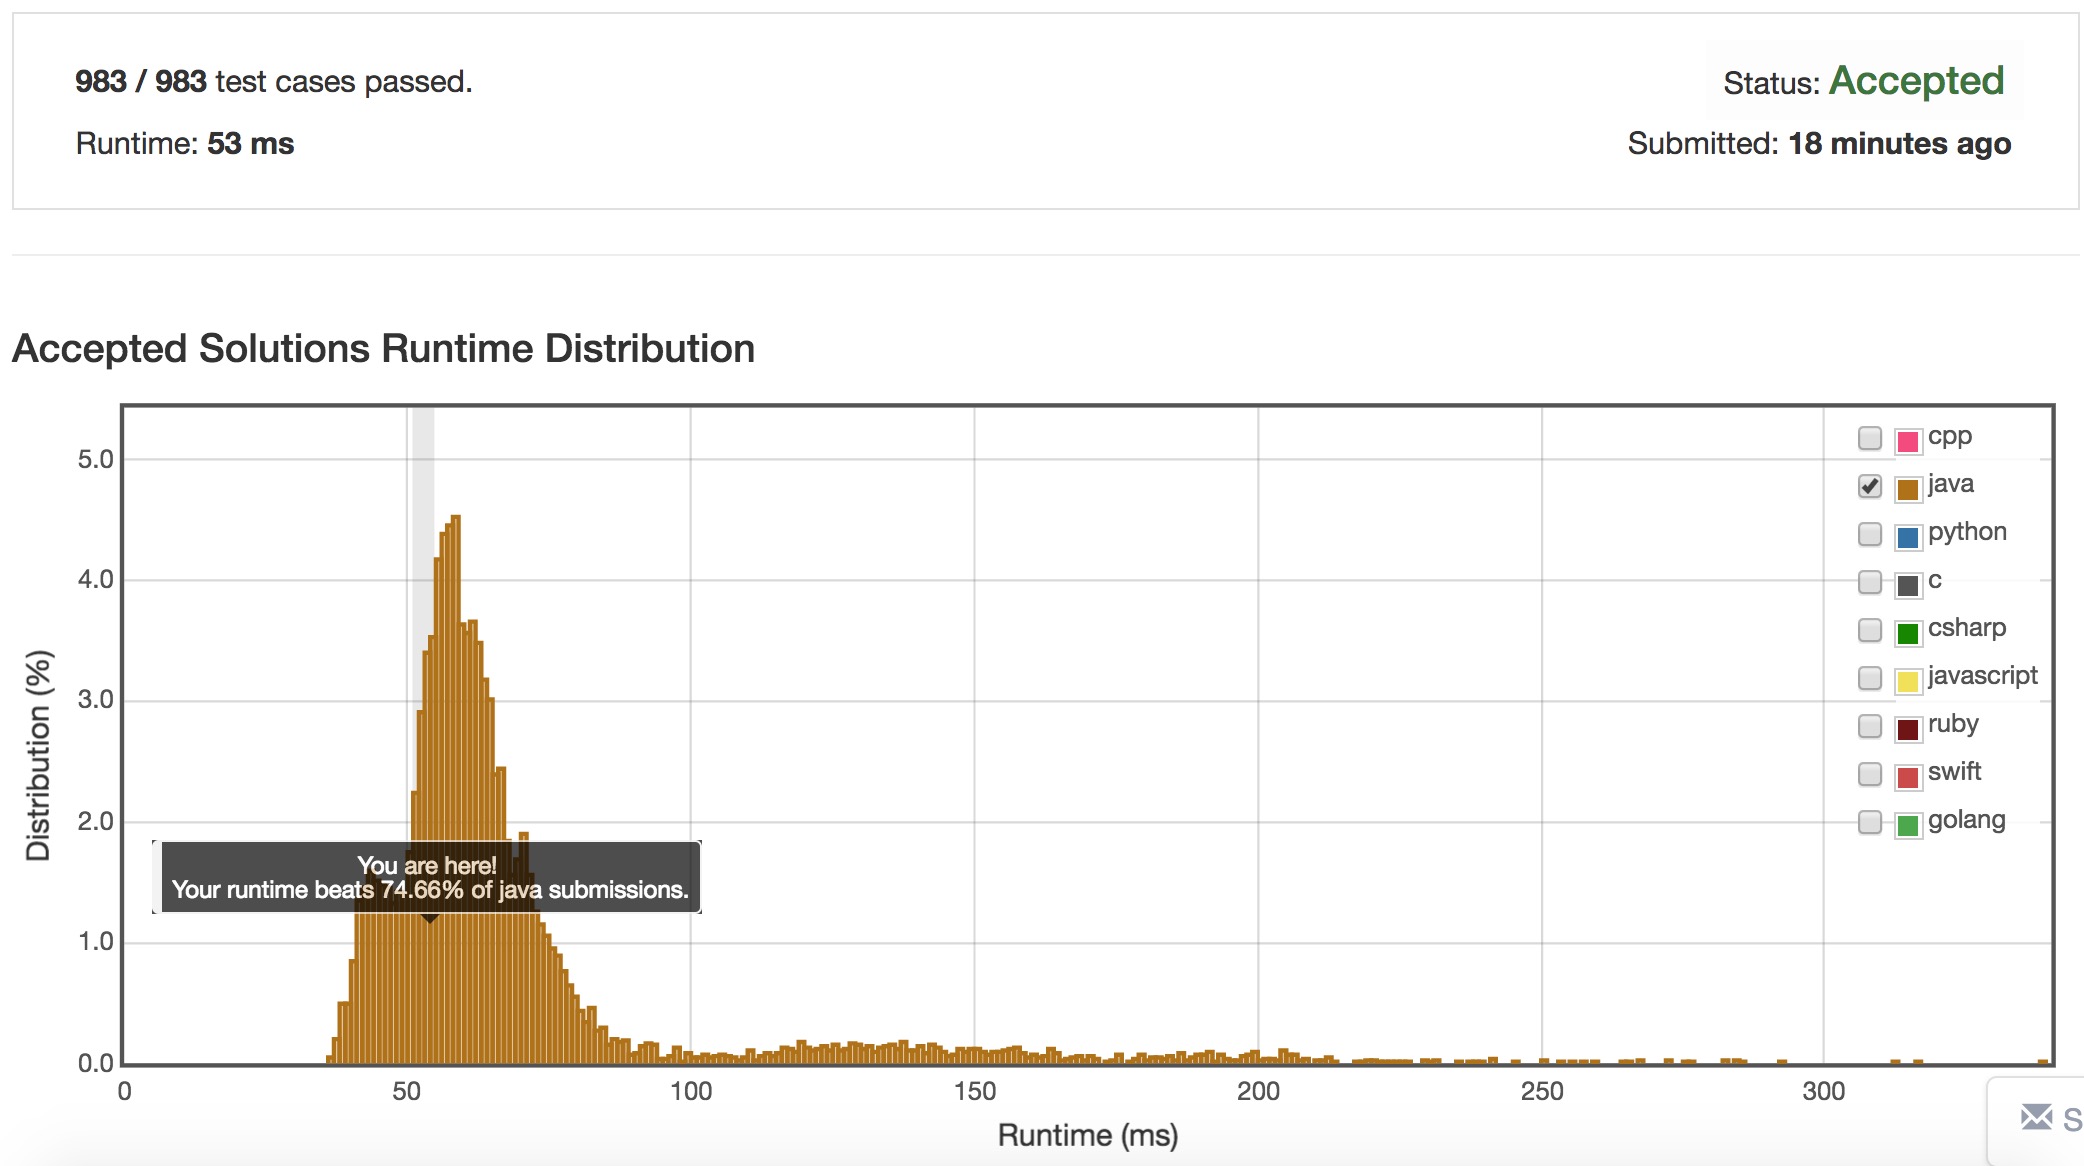 983 / 983 test cases passed.
Status: Accepted
Runtime: 53 ms
Submitted: 18 minutes ago
Accepted Solutions Runtime Distribution
cpp
java
python
c
csharp
javascript
ruby
swift
golang
Distribution (%)
5.0
4.0
3.0
2.0
1.0
0.0
You are here!
Your runtime beats 74.66% of java submissions.
0 50 100 150 200 250 300
Runtime (ms)
S